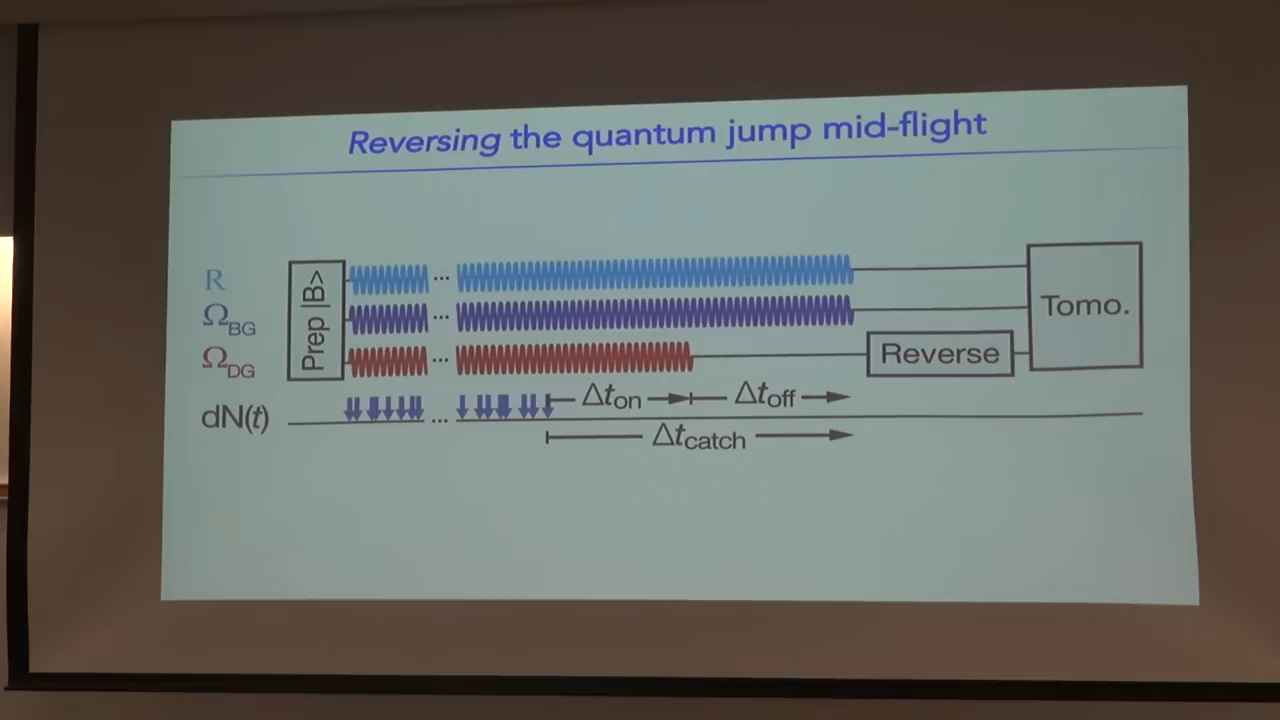 Reversing the quantum jump mid-flight
R
Ω_BG
Ω_DG
dN(t)
Prep |B>
...
...
...
...
Reverse
Tomo.
Δt_on
Δt_off
Δt_catch